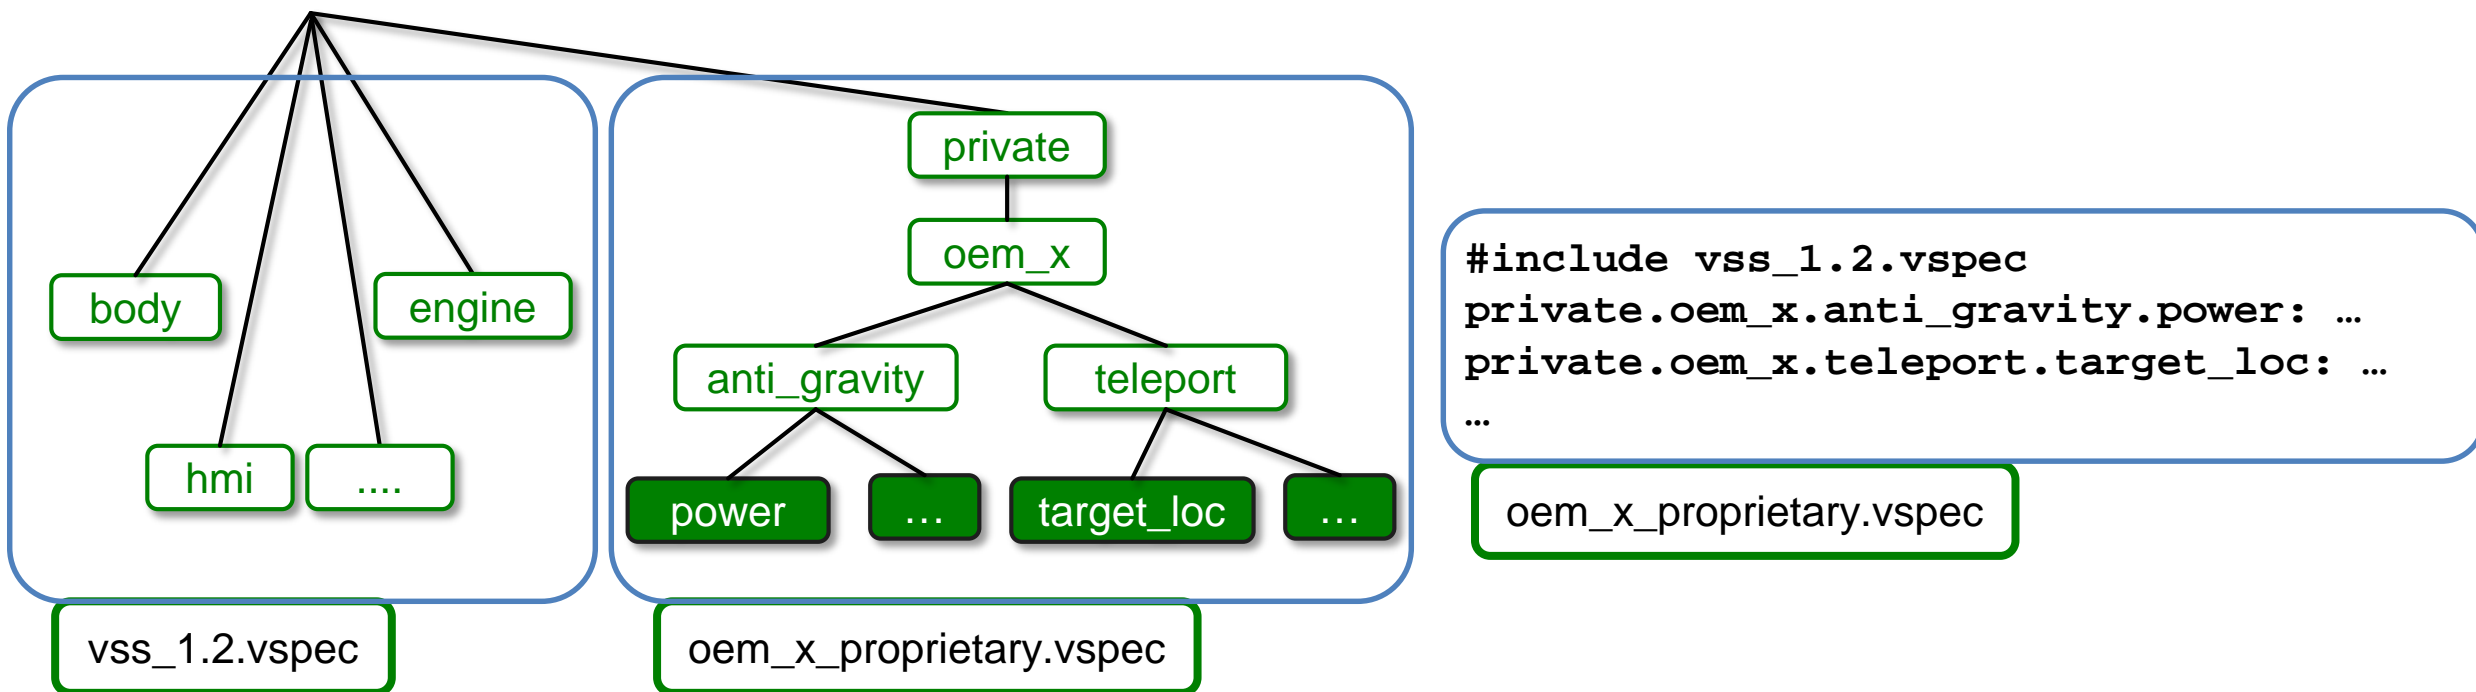 body
engine
hmi
....
vss_1.2.vspec
private
oem_x
anti_gravity
teleport
power
...
target_loc
...
oem_x_proprietary.vspec
#include vss_1.2.vspec
private.oem_x.anti_gravity.power: …
private.oem_x.teleport.target_loc: …
…
oem_x_proprietary.vspec